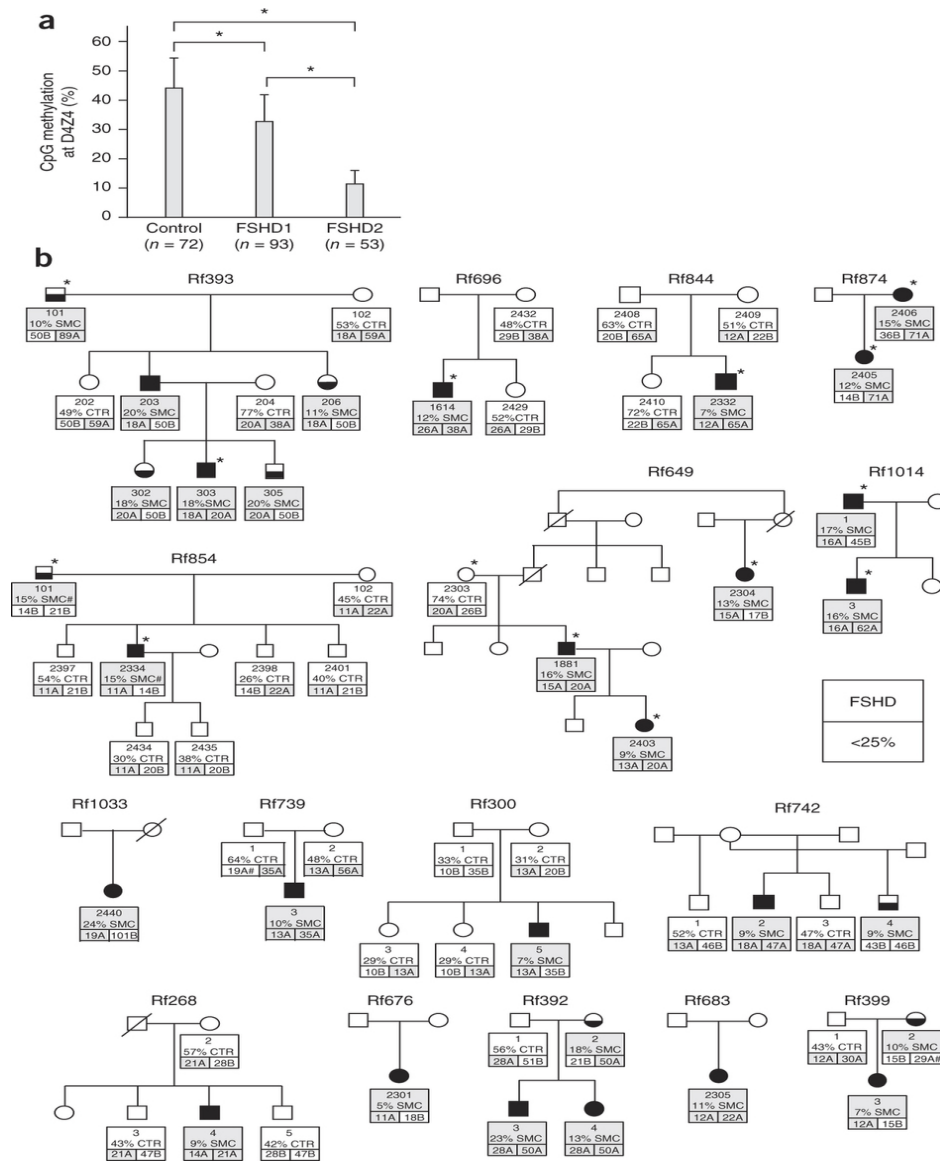 a
*
*
*
60
50
40
30
20
10
0
CpG methylation
at D4Z4 (%)
Control
(n = 72)
FSHD1
(n = 93)
FSHD2
(n = 53)
b
Rf393
*
101
10% SMC
50B 89A
102
53% CTR
18A 59A
202
49% CTR
50B 59A
203
20% SMC
18A 50B
204
77% CTR
20A 38A
206
11% SMC
18A 50B
*
302
18% SMC
20A 50B
303
18%SMC
18A 20A
305
20% SMC
20A 50B
Rf696
2432
48%CTR
29B 38A
*
1614
12% SMC
26A 38A
2429
52%CTR
26A 29B
Rf844
2408
63% CTR
20B 65A
2409
51% CTR
12A 22B
*
2410
72% CTR
22B 65A
2332
7% SMC
12A 65A
Rf874
*
2406
15% SMC
36B 71A
*
2405
12% SMC
14B 71A
Rf854
*
101
15% SMC#
14B 21B
102
45% CTR
11A 22A
*
2397
54% CTR
11A 21B
2334
15% SMC#
11A 14B
2398
26% CTR
14B 22A
2401
40% CTR
11A 21B
2434
30% CTR
11A 20B
2435
38% CTR
11A 20B
Rf649
*
2303
74% CTR
20A 26B
*
2304
13% SMC
15A 17B
*
1881
16% SMC
15A 20A
*
2403
9% SMC
13A 20A
Rf1014
*
1
17% SMC
16A 45B
*
3
16% SMC
16A 62A
FSHD
<25%
Rf1033
2440
24% SMC
19A 101B
Rf739
1
64% CTR
19A# 35A
2
48% CTR
13A 56A
3
10% SMC
13A 35A
Rf300
1
33% CTR
10B 35B
2
31% CTR
13A 20B
3
29% CTR
10B 13A
4
29% CTR
10B 13A
5
7% SMC
13A 35B
Rf742
1
52% CTR
13A 46B
2
9% SMC
18A 47A
3
47% CTR
18A 47A
4
9% SMC
43B 46B
Rf268
2
57% CTR
21A 28B
3
43% CTR
21A 47B
4
9% SMC
14A 21A
5
42% CTR
28B 47B
Rf676
2301
5% SMC
11A 18B
Rf392
1
56% CTR
28A 51B
2
18% SMC
21B 50A
3
23% SMC
28A 50A
4
13% SMC
28A 50A
Rf683
2305
11% SMC
12A 22A
Rf399
1
43% CTR
12A 30A
2
10% SMC
15B 29A#
3
7% SMC
12A 15B